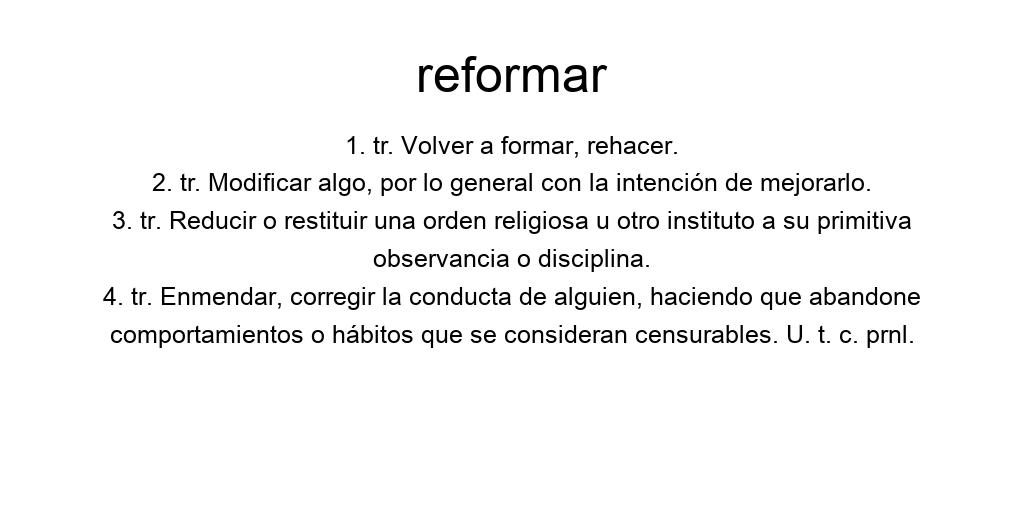 reformar
1. tr. Volver a formar, rehacer.
2. tr. Modificar algo, por lo general con la intención de mejorarlo.
3. tr. Reducir o restituir una orden religiosa u otro instituto a su primitiva
observancia o disciplina.
4. tr. Enmendar, corregir la conducta de alguien, haciendo que abandone
comportamientos o hábitos que se consideran censurables. U. t. c. prnl.